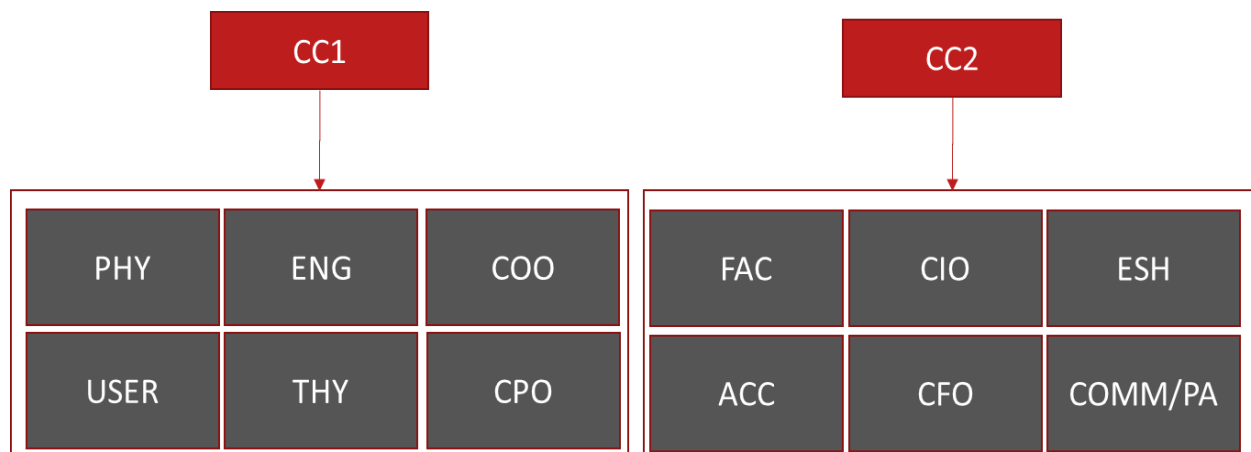 CC1
CC2
PHY
ENG
COO
USER
THY
CPO
FAC
CIO
ESH
ACC
CFO
COMM/PA